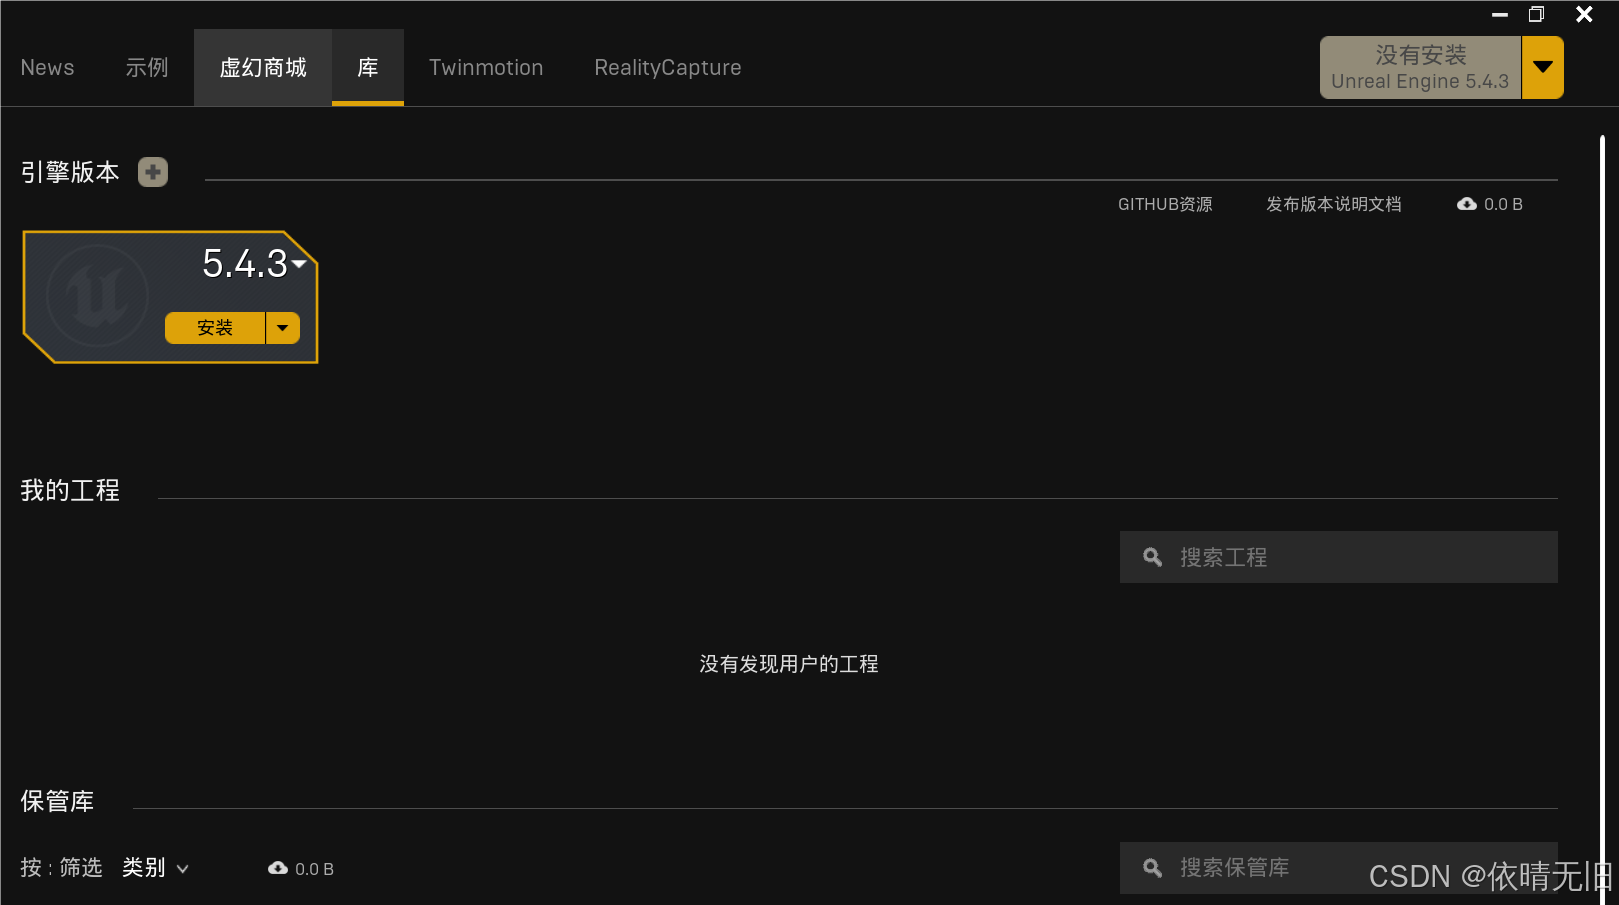 News 示例 虚幻商城 库 Twinmotion RealityCapture
没有安装
Unreal Engine 5.4.3
引擎版本
GITHUB资源 发布版本说明文档 0.0 B
5.4.3
安装
我的工程
搜索工程
没有发现用户的工程
保管库
按 : 筛选 类别 0.0 B 搜索保管库
CSDN @依晴无旧